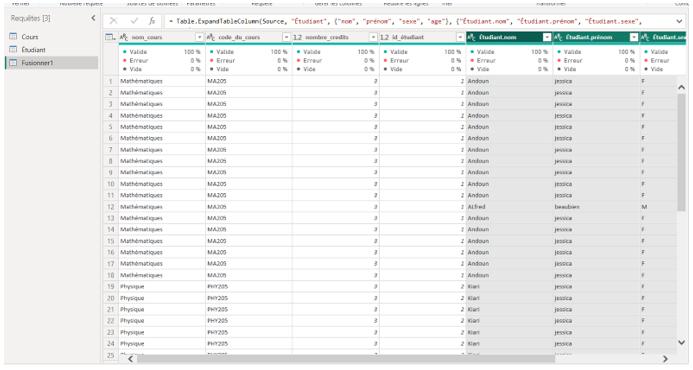 Requêtes [3]
Cours
Étudiant
Fusionner1
= Table.ExpandTableColumn(Source, "Étudiant", {"nom", "prénom", "sexe", "age"}, {"Étudiant.nom", "Étudiant.prénom", "Étudiant.sexe",
nom_cours code_du_cours nombre_credits id_étudiant Étudiant.nom Étudiant.prénom Étudiant.sex
Valide 100 % Valide 100 % Valide 100 % Valide 100 % Valide 100 % Valide 100 % Valide
Erreur 0 % Erreur 0 % Erreur 0 % Erreur 0 % Erreur 0 % Erreur 0 % Erreur
Vide 0 % Vide 0 % Vide 0 % Vide 0 % Vide 0 % Vide 0 % Vide
1 Mathématiques MA205 3 1 Andoun jessica F
2 Mathématiques MA205 3 1 Andoun jessica F
3 Mathématiques MA205 3 1 Andoun jessica F
4 Mathématiques MA205 3 1 Andoun jessica F
5 Mathématiques MA205 3 1 Andoun jessica F
6 Mathématiques MA205 3 1 Andoun jessica F
7 Mathématiques MA205 3 1 Andoun jessica F
8 Mathématiques MA205 3 1 Andoun jessica F
9 Mathématiques MA205 3 1 Andoun jessica F
10 Mathématiques MA205 3 1 Andoun jessica F
11 Mathématiques MA205 3 1 Andoun jessica F
12 Mathématiques MA205 3 1 ALfred beaubien M
13 Mathématiques MA205 3 1 Andoun jessica F
14 Mathématiques MA205 3 1 Andoun jessica F
15 Mathématiques MA205 3 1 Andoun jessica F
16 Mathématiques MA205 3 1 Andoun jessica F
17 Mathématiques MA205 3 1 Andoun jessica F
18 Mathématiques MA205 3 1 Andoun jessica F
19 Physique PHY205 3 2 Kiari jessica F
20 Physique PHY205 3 2 Kiari jessica F
21 Physique PHY205 3 2 Kiari jessica F
22 Physique PHY205 3 2 Kiari jessica F
23 Physique PHY205 3 2 Kiari jessica F
24 Physique PHY205 3 2 Kiari jessica F
25 Physique PHY205 3 2 Kiari jessica F